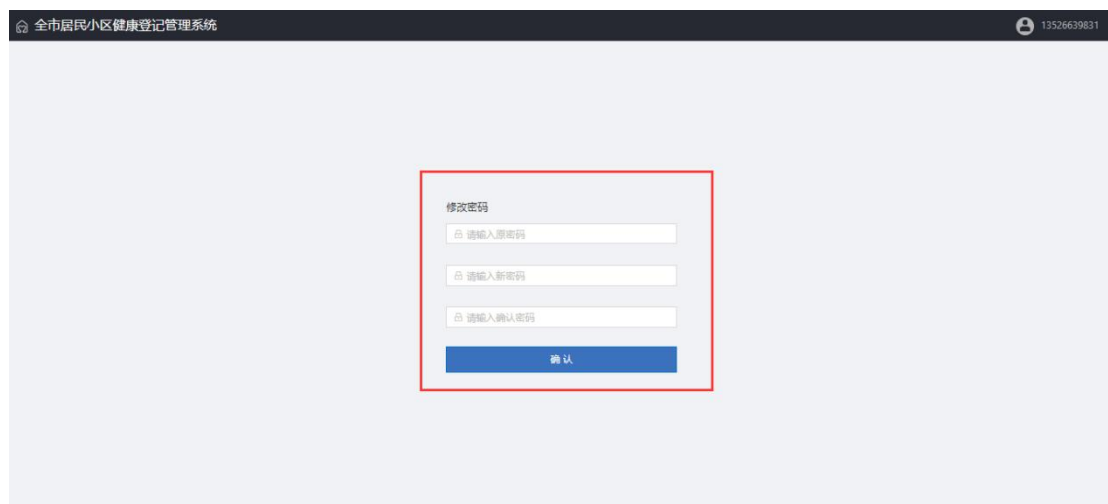 全市居民小区健康登记管理系统
13526639831
修改密码
请输入原密码
请输入新密码
请输入确认密码
确 认